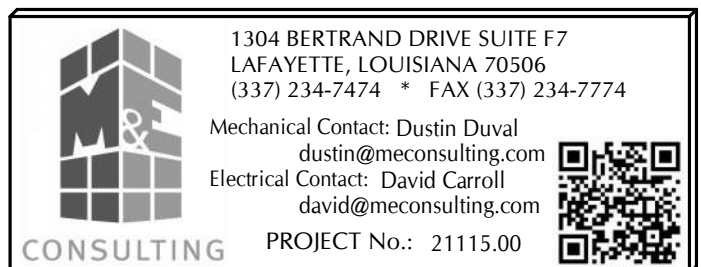 M&E
CONSULTING
1304 BERTRAND DRIVE SUITE F7
LAFAYETTE, LOUISIANA 70506
(337) 234-7474 * FAX (337) 234-7774
Mechanical Contact: Dustin Duval
dustin@meconsulting.com
Electrical Contact: David Carroll
david@meconsulting.com
PROJECT No.: 21115.00